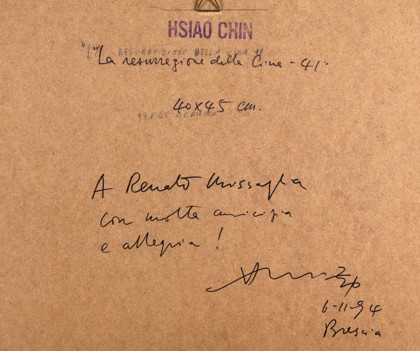 HSIAO CHIN
"La resurrezione della Cina - 41"
40x45 cm.
A Renato
con molta amicizia
e allegria!
6-11-94
Brescia